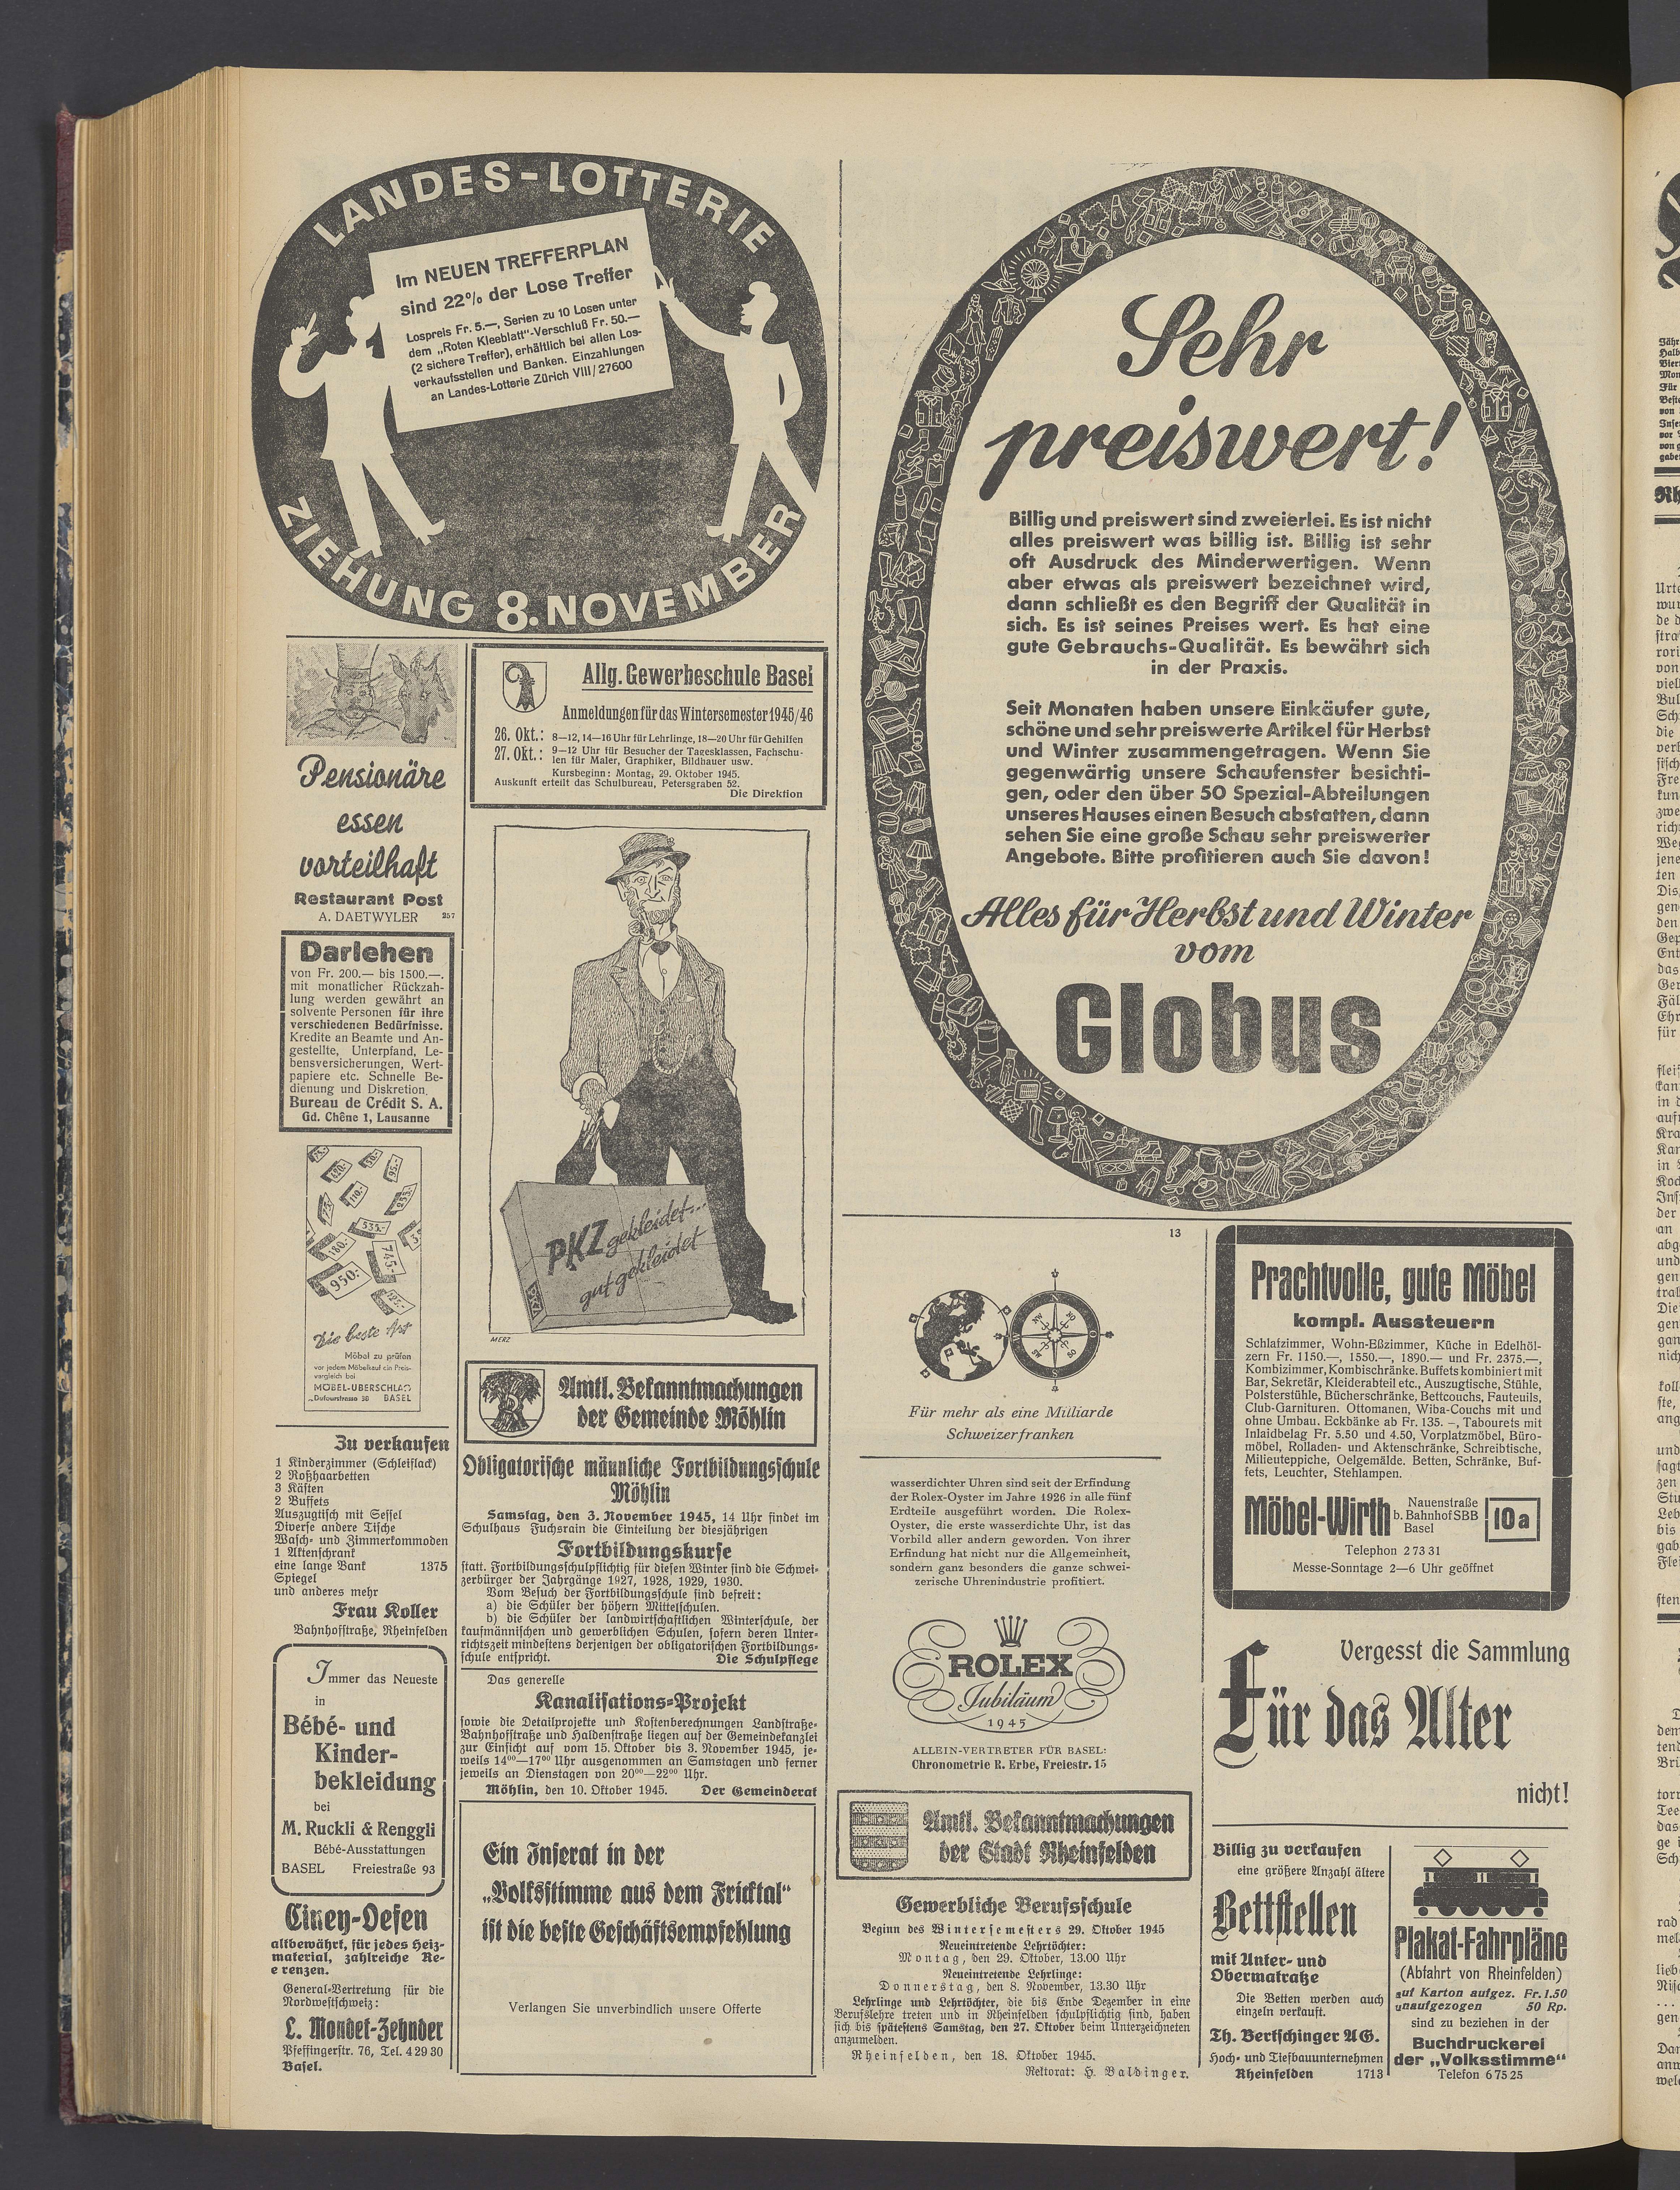 LANDES-LOTTERIE
Im NEUEN TREFFERPLAN
sind 22% der Lose Treffer
Lospreis Fr. 5.—, Serien zu 10 Losen unter
dem „Roten Kleeblatt"-Verschluß Fr. 50.—
(2 sichere Treffer), erhältlich bei allen Los-
verkaufsstellen und Banken. Einzahlungen
an Landes-Lotterie Zürich VIII/27600
ZIEHUNG 8. NOVEMBER
Pensionäre
essen
vorteilhaft
Restaurant Post
A. DAETWYLER 257
Darlehen
von Fr. 200.— bis 1500.—.
mit monatlicher Rückzah-
lung werden gewährt an
solvente Personen für ihre
verschiedenen Bedürfnisse.
Kredite an Beamte und An-
gestellte, Unterpfand, Le-
bensversicherungen, Wert-
papiere etc. Schnelle Be-
dienung und Diskretion.
Bureau de Crédit S. A.
Gd. Chêne 1, Lausanne
120.-
50.-
95.-
110.-
255.-
535.-
180.-
745.-
950.-
Die beste Art
Möbel zu prüfen
vor jedem Möbelkauf ein Preis-
vergleich bei
MÖBEL-ÜBERSCHLAG
Dufourstrasse 36 BASEL
Zu verkaufen
1 Kinderzimmer (Schleiflack)
2 Roßhaarbetten
3 Kästen
2 Buffets
Auszugtisch mit Sessel
Diverse andere Tische
Wasch- und Zimmerkommoden
1 Aktenschrank
eine lange Bank 1375
Spiegel
und anderes mehr
Frau Koller
Bahnhofstraße, Rheinfelden
Immer das Neueste
in
Bébé- und
Kinder-
bekleidung
bei
M. Ruckli & Renggli
Bébé-Ausstattungen
BASEL Freiestraße 93
Ciney-Oefen
altbewährt, für jedes Heiz-
material, zahlreiche Re-
e renzen.
General-Vertretung für die
Nordwestschweiz:
L. Mondet-Zehnder
Pfeffingerstr. 76, Tel. 4 29 30
Basel.
Allg. Gewerbeschule Basel
Anmeldungen für das Wintersemester 1945/46
26. Okt.: 8—12, 14—16 Uhr für Lehrlinge, 18—20 Uhr für Gehilfen
27. Okt.: 9—12 Uhr für Besucher der Tagesklassen, Fachschu-
len für Maler, Graphiker, Bildhauer usw.
Kursbeginn: Montag, 29. Oktober 1945.
Auskunft erteilt das Schulbureau, Petersgraben 52.
Die Direktion
PKZ gekleidet...
gut gekleidet
PKZ
MERZ
Amtl. Bekanntmachungen
der Gemeinde Möhlin
Obligatorische männliche Fortbildungsschule
Möhlin
Samstag, den 3. November 1945, 14 Uhr findet im
Schulhaus Fuchsrain die Einteilung der diesjährigen
Fortbildungskurse
statt. Fortbildungsschulpflichtig für diesen Winter sind die Schwei-
zerbürger der Jahrgänge 1927, 1928, 1929, 1930.
Vom Besuch der Fortbildungsschule sind befreit:
a) die Schüler der höhern Mittelschulen.
b) die Schüler der landwirtschaftlichen Winterschule, der
kaufmännischen und gewerblichen Schulen, sofern deren Unter-
richtszeit mindestens derjenigen der obligatorischen Fortbildungs-
schule entspricht. Die Schulpflege
Das generelle
Kanalisations-Projekt
sowie die Detailprojekte und Kostenberechnungen Landstraße-
Bahnhofstraße und Haldenstraße liegen auf der Gemeindekanzlei
zur Einsicht auf vom 15. Oktober bis 3. November 1945, je-
weils 14⁰⁰—17⁰⁰ Uhr ausgenommen an Samstagen und ferner
jeweils an Dienstagen von 20⁰⁰—22⁰⁰ Uhr.
Möhlin, den 10. Oktober 1945. Der Gemeinderat
Ein Inserat in der
„Volksstimme aus dem Fricktal"
ist die beste Geschäftsempfehlung
Verlangen Sie unverbindlich unsere Offerte
Sehr
preiswert!
Billig und preiswert sind zweierlei. Es ist nicht
alles preiswert was billig ist. Billig ist sehr
oft Ausdruck des Minderwertigen. Wenn
aber etwas als preiswert bezeichnet wird,
dann schließt es den Begriff der Qualität in
sich. Es ist seines Preises wert. Es hat eine
gute Gebrauchs-Qualität. Es bewährt sich
in der Praxis.
Seit Monaten haben unsere Einkäufer gute,
schöne und sehr preiswerte Artikel für Herbst
und Winter zusammengetragen. Wenn Sie
gegenwärtig unsere Schaufenster besichti-
gen, oder den über 50 Spezial-Abteilungen
unseres Hauses einen Besuch abstatten, dann
sehen Sie eine große Schau sehr preiswerter
Angebote. Bitte profitieren auch Sie davon!
Alles für Herbst und Winter
vom
Globus
13
Für mehr als eine Milliarde
Schweizerfranken
wasserdichter Uhren sind seit der Erfindung
der Rolex-Oyster im Jahre 1926 in alle fünf
Erdteile ausgeführt worden. Die Rolex-
Oyster, die erste wasserdichte Uhr, ist das
Vorbild aller andern geworden. Von ihrer
Erfindung hat nicht nur die Allgemeinheit,
sondern ganz besonders die ganze schwei-
zerische Uhrenindustrie profitiert.
ROLEX
Jubiläum
1945
ALLEIN-VERTRETER FÜR BASEL:
Chronometrie R. Erbe, Freiestr. 15
Amtl. Bekanntmachungen
der Stadt Rheinfelden
Gewerbliche Berufsschule
Beginn des Wintersemesters 29. Oktober 1945
Neueintretende Lehrtöchter:
Montag, den 29. Oktober, 13.00 Uhr
Neueintretende Lehrlinge:
Donnerstag, den 8. November, 13.30 Uhr
Lehrlinge und Lehrtöchter, die bis Ende Dezember in eine
Berufslehre treten und in Rheinfelden schulpflichtig sind, haben
sich bis spätestens Samstag, den 27. Oktober beim Unterzeichneten
anzumelden.
Rheinfelden, den 18. Oktober 1945.
Rektorat: H. Baldinger.
Prachtvolle, gute Möbel
kompl. Aussteuern
Schlafzimmer, Wohn-Eßzimmer, Küche in Edelhöl-
zern Fr. 1150.—, 1550.—, 1890.— und Fr. 2375.—,
Kombizimmer, Kombischränke. Buffets kombiniert mit
Bar, Sekretär, Kleiderabteil etc., Auszugtische, Stühle,
Polsterstühle, Bücherschränke, Bettcouchs, Fauteuils,
Club-Garnituren. Ottomanen, Wiba-Couchs mit und
ohne Umbau. Eckbänke ab Fr. 135. –, Tabourets mit
Inlaidbelag Fr. 5.50 und 4.50, Vorplatzmöbel, Büro-
möbel, Rolladen- und Aktenschränke, Schreibtische,
Milieuteppiche, Oelgemälde. Betten, Schränke, Buf-
fets, Leuchter, Stehlampen.
Möbel-Wirth Nauenstraße
b. Bahnhof SBB
Basel 10a
Telephon 2 73 31
Messe-Sonntage 2—6 Uhr geöffnet
Vergesst die Sammlung
Für das Alter
nicht!
Billig zu verkaufen
eine größere Anzahl ältere
Bettstellen
mit Unter- und
Obermatraße
Die Betten werden auch
einzeln verkauft.
Th. Bertschinger AG.
Hoch- und Tiefbauunternehmen
Rheinfelden 1713
Plakat-Fahrpläne
(Abfahrt von Rheinfelden)
auf Karton aufgez. Fr. 1.50
unaufgezogen 50 Rp.
sind zu beziehen in der
Buchdruckerei
der „Volksstimme"
Telefon 6 75 25